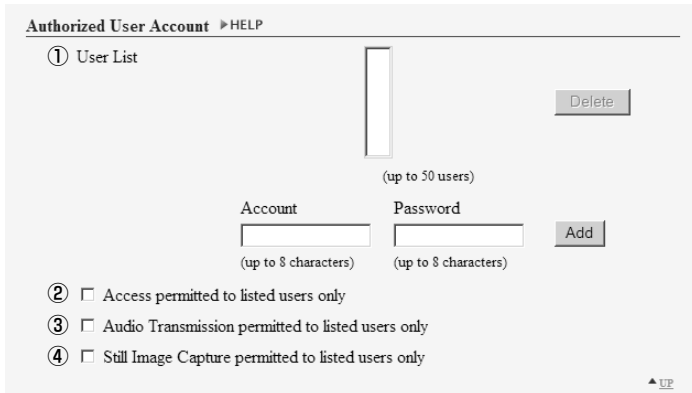 Authorized User Account ▶HELP
① User List
Delete
(up to 50 users)
Account Password
Add
(up to 8 characters) (up to 8 characters)
② Access permitted to listed users only
③ Audio Transmission permitted to listed users only
④ Still Image Capture permitted to listed users only
▲UP